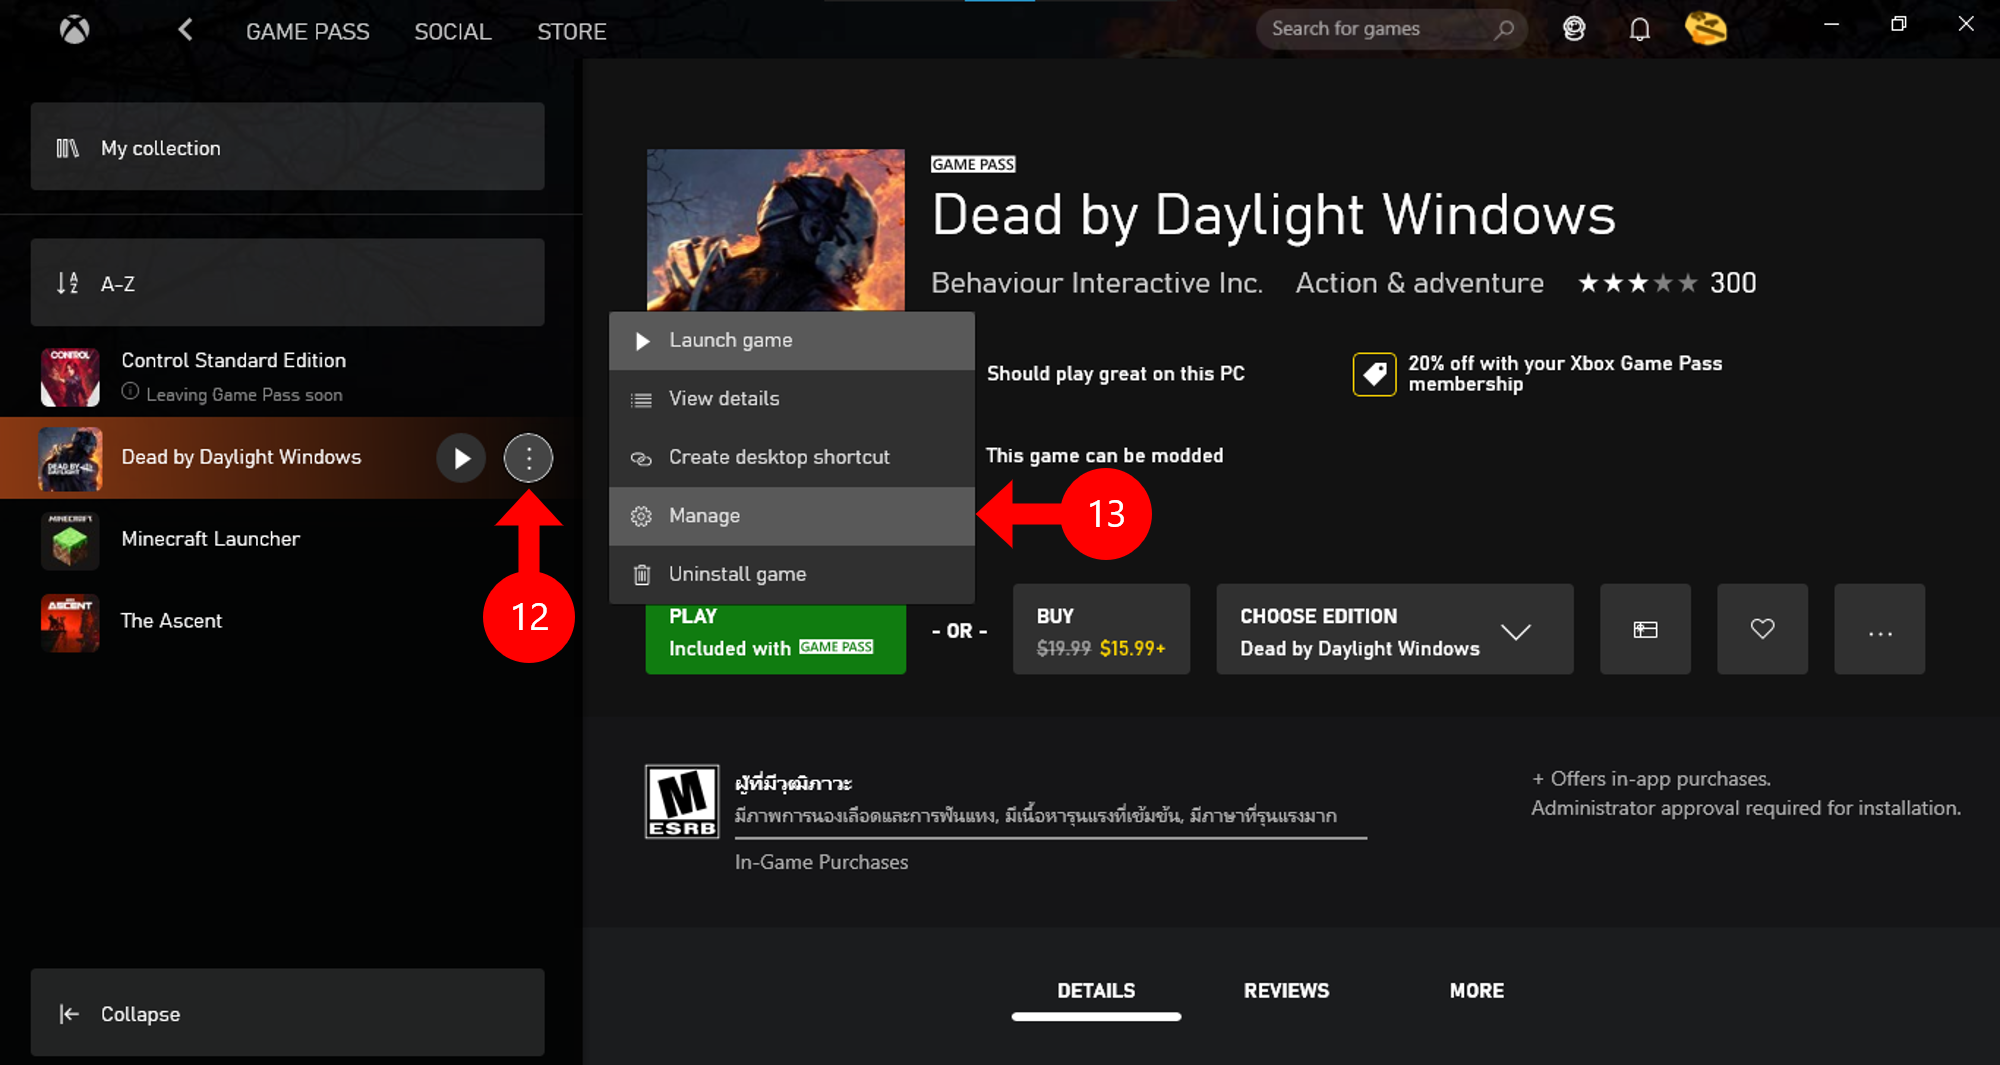 GAME PASS
SOCIAL
STORE
Search for games
My collection
A-Z
CONTROL
Control Standard Edition
Leaving Game Pass soon
DEAD BY DAYLIGHT
Dead by Daylight Windows
12
MINECRAFT
Minecraft Launcher
ASCENT
The Ascent
Collapse
GAME PASS
Dead by Daylight Windows
Behaviour Interactive Inc.
Action & adventure
300
Launch game
View details
Create desktop shortcut
Manage
Uninstall game
13
Should play great on this PC
20% off with your Xbox Game Pass
membership
This game can be modded
PLAY
Included with GAME PASS
- OR -
BUY
$19.99 $15.99+
CHOOSE EDITION
Dead by Daylight Windows
...
M
ESRB
ผู้ที่มีวุฒิภาวะ
มีภาพการนองเลือดและการฟันแทง, มีเนื้อหารุนแรงที่เข้มข้น, มีภาษาที่รุนแรงมาก
In-Game Purchases
+ Offers in-app purchases.
Administrator approval required for installation.
DETAILS
REVIEWS
MORE